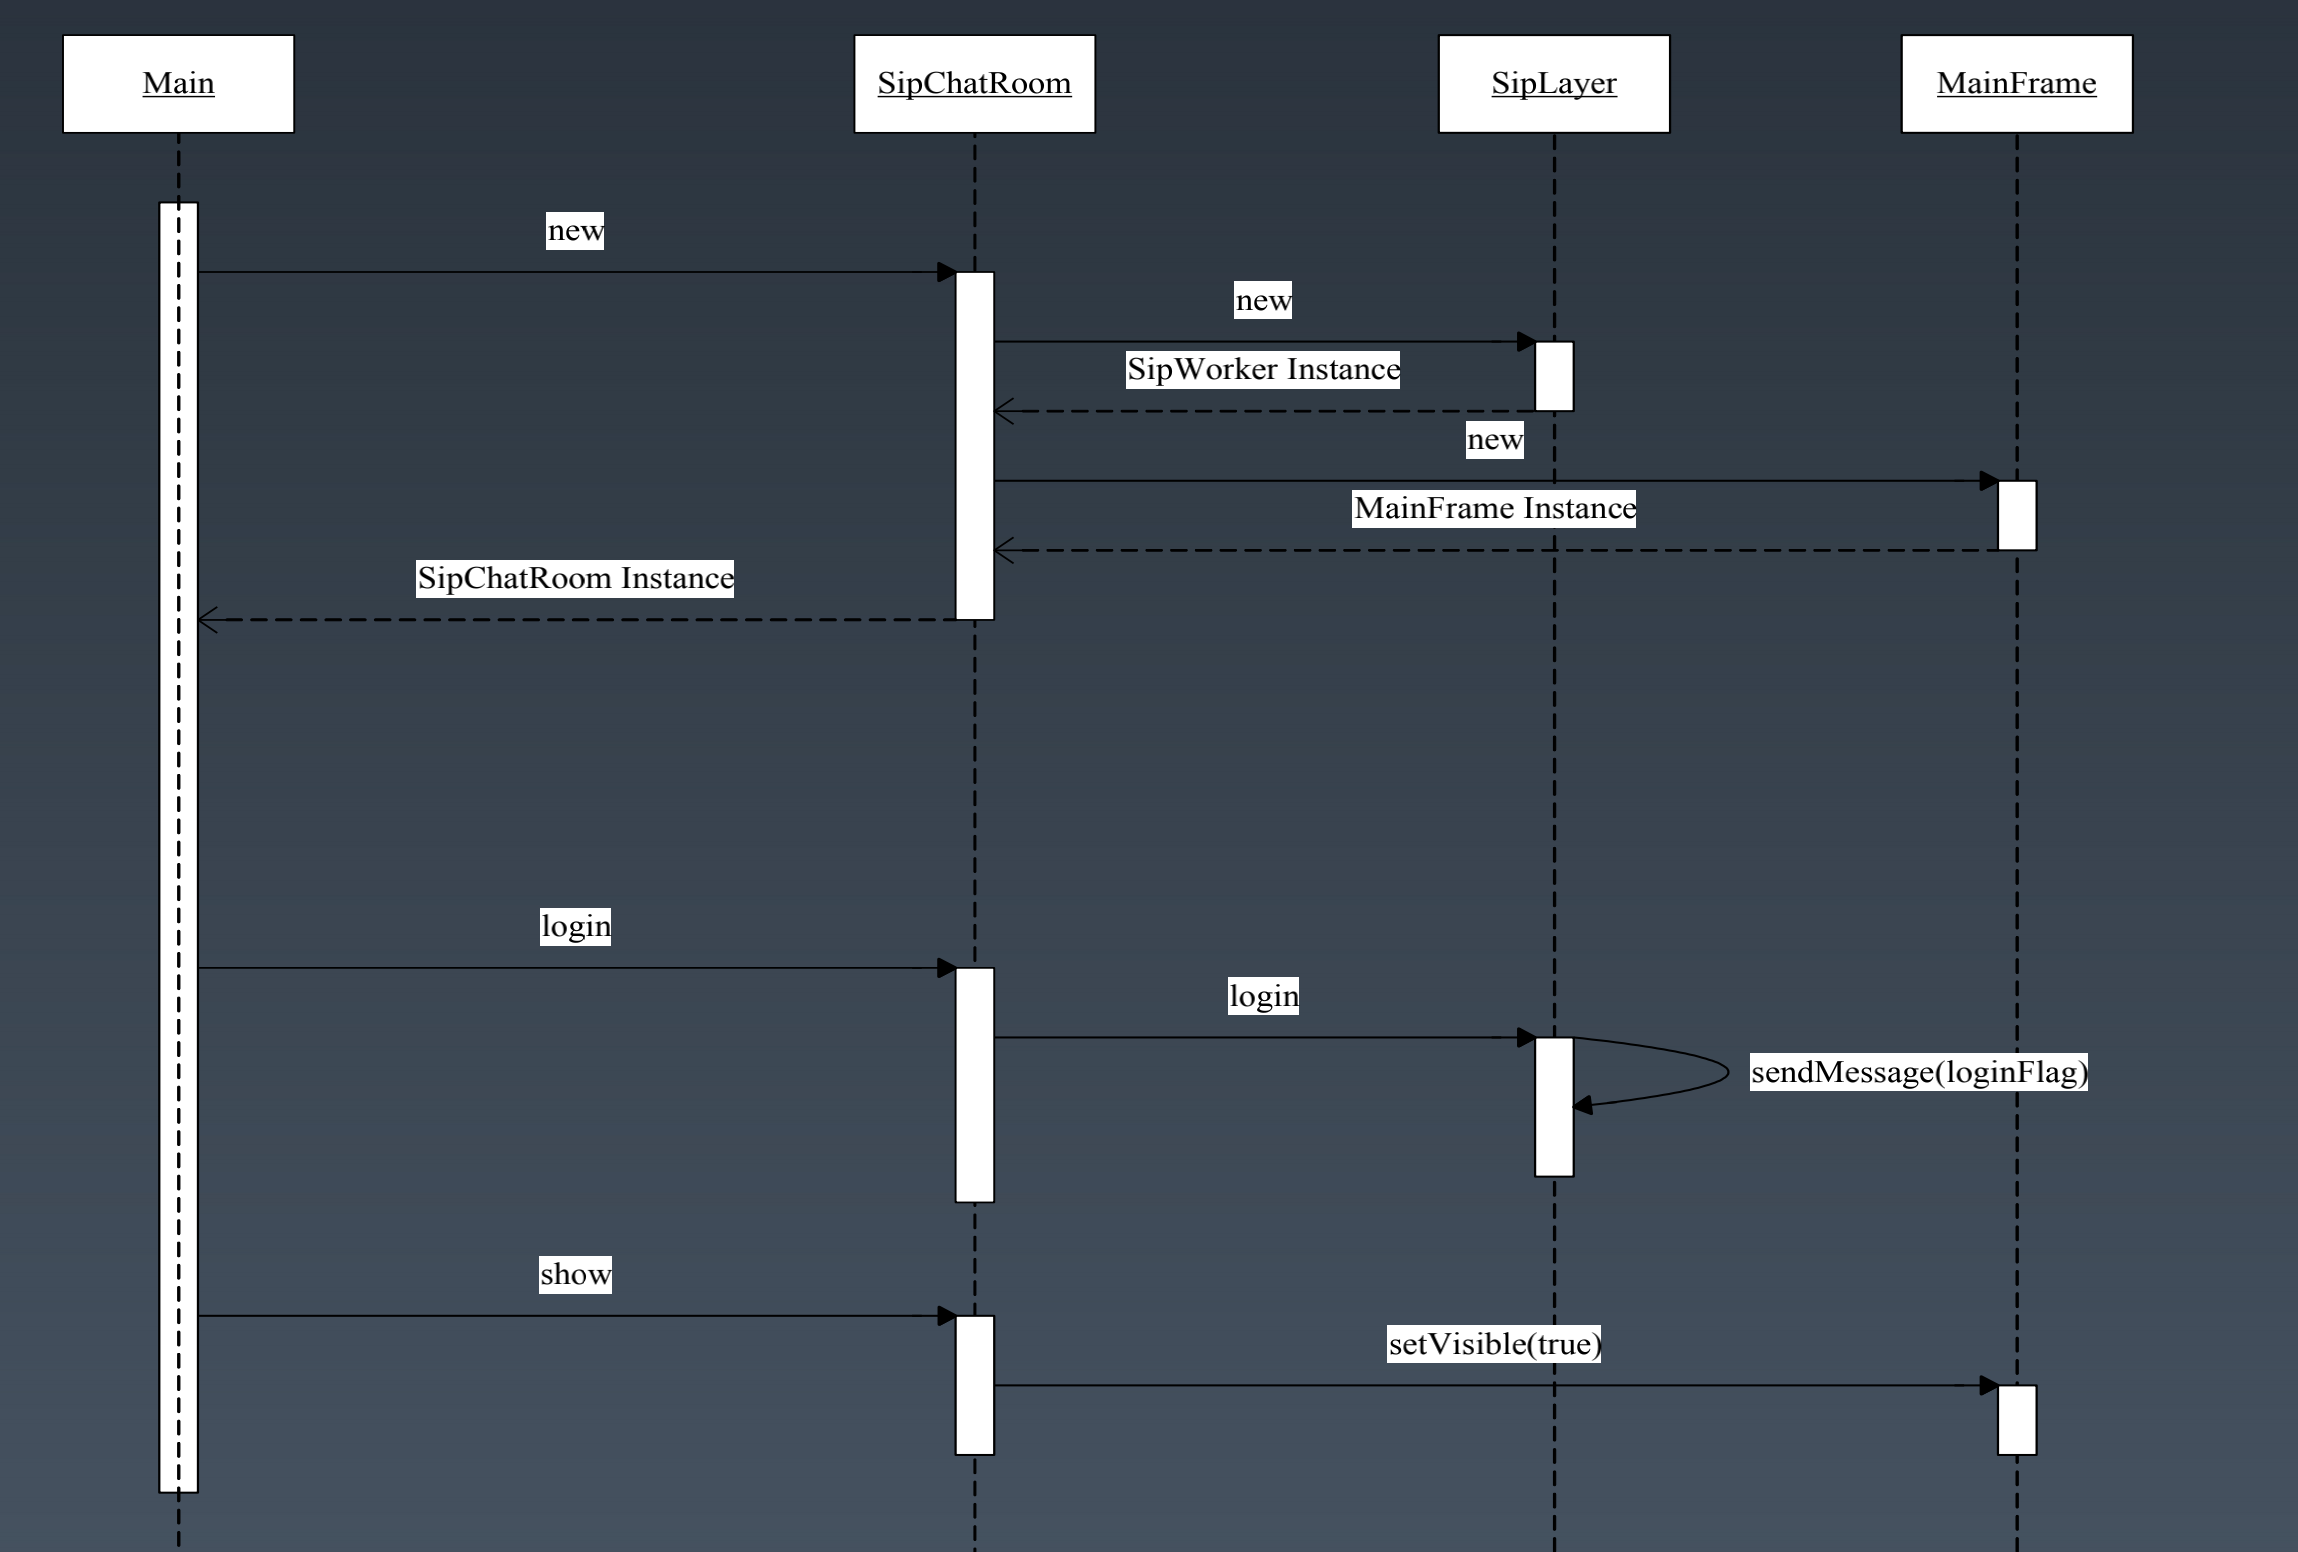 Main
SipChatRoom
SipLayer
MainFrame
new
new
SipWorker Instance
new
MainFrame Instance
SipChatRoom Instance
login
login
sendMessage(loginFlag)
show
setVisible(true)